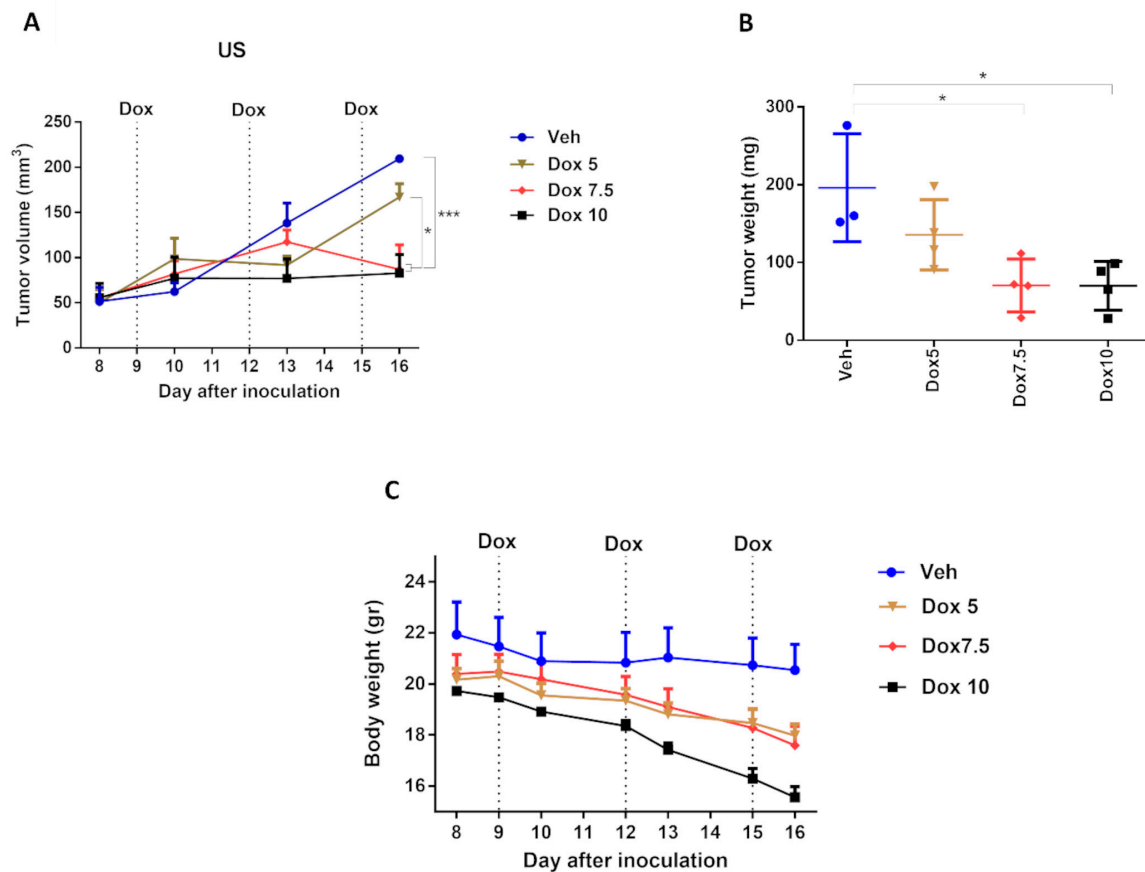 A
US
Dox Dox Dox
Tumor volume (mm³)
250
200
150
100
50
0
8 9 10 11 12 13 14 15 16
Day after inoculation
Veh
Dox 5
Dox 7.5
Dox 10
*
***
B
*
*
Tumor weight (mg)
300
200
100
0
Veh
Dox5
Dox7.5
Dox10
C
Dox Dox Dox
Body weight (gr)
24
22
20
18
16
8 9 10 11 12 13 14 15 16
Day after inoculation
Veh
Dox 5
Dox7.5
Dox 10